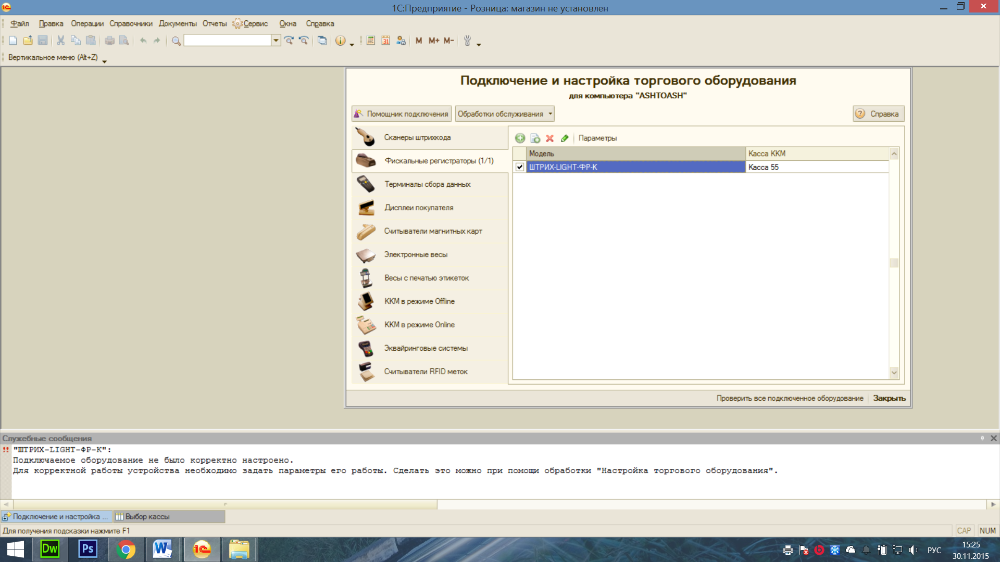 1С:Предприятие - Розница: магазин не установлен
Файл Правка Операции Справочники Документы Отчеты Сервис Окна Справка
31 M M+ M-
Вертикальное меню (Alt+Z)
Подключение и настройка торгового оборудования
для компьютера "ASHTOASH"
Помощник подключения Обработки обслуживания Справка
Сканеры штрихкода
Фискальные регистраторы (1/1)
Терминалы сбора данных
Дисплеи покупателя
Считыватели магнитных карт
Электронные весы
Весы с печатью этикеток
ККМ в режиме Offline
ККМ в режиме Online
Эквайринговые системы
Считыватели RFID меток
Параметры
Модель Касса ККМ
ШТРИХ-LIGHT-ФР-К Касса 55
Проверить все подключенное оборудование Закрыть
Служебные сообщения
"ШТРИХ-LIGHT-ФР-К":
Подключаемое оборудование не было корректно настроено.
Для корректной работы устройства необходимо задать параметры его работы. Сделать это можно при помощи обработки "Настройка торгового оборудования".
Подключение и настройка ... Выбор кассы
Для получения подсказки нажмите F1 CAP NUM
Dw Ps W 1С РУС 15:25
30.11.2015